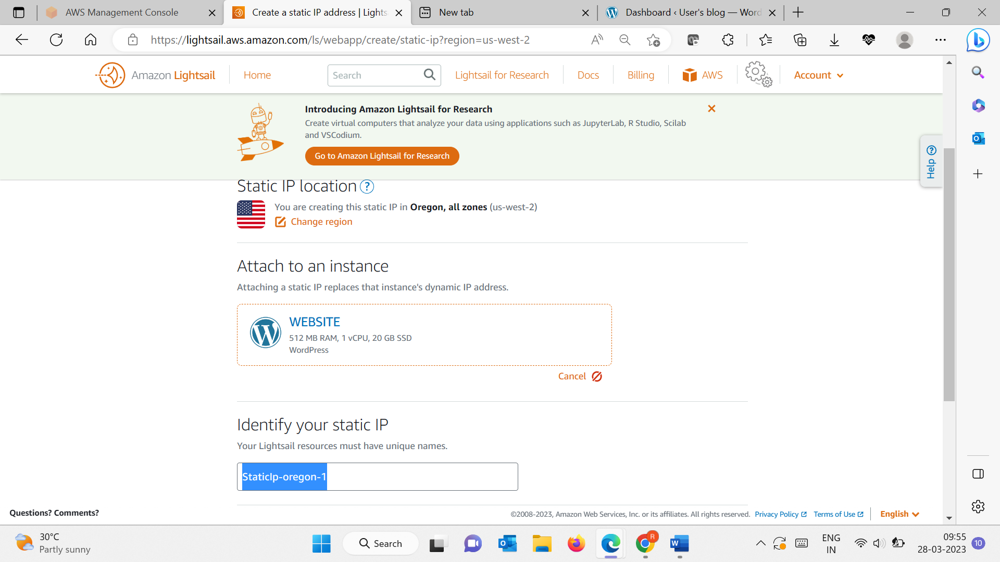 AWS Management Console
Create a static IP address | Lights
New tab
Dashboard ‹ User's blog — Word
https://lightsail.aws.amazon.com/ls/webapp/create/static-ip?region=us-west-2
Amazon Lightsail
Home
Search
Lightsail for Research
Docs
Billing
AWS
Account
Introducing Amazon Lightsail for Research
Create virtual computers that analyze your data using applications such as JupyterLab, R Studio, Scilab
and VSCodium.
Go to Amazon Lightsail for Research
Help
Static IP location
You are creating this static IP in Oregon, all zones (us-west-2)
Change region
Attach to an instance
Attaching a static IP replaces that instance's dynamic IP address.
WEBSITE
512 MB RAM, 1 vCPU, 20 GB SSD
WordPress
Cancel
Identify your static IP
Your Lightsail resources must have unique names.
StaticIp-oregon-1
Questions? Comments?
©2008-2023, Amazon Web Services, Inc. or its affiliates. All rights reserved.
Privacy Policy
Terms of Use
English
30°C
Partly sunny
Search
R
ENG
IN
09:55
28-03-2023
10